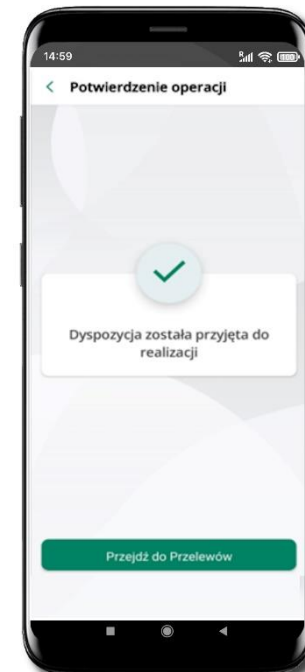 14:59
Potwierdzenie operacji
Dyspozycja została przyjęta do
realizacji
Przejdź do Przelewów